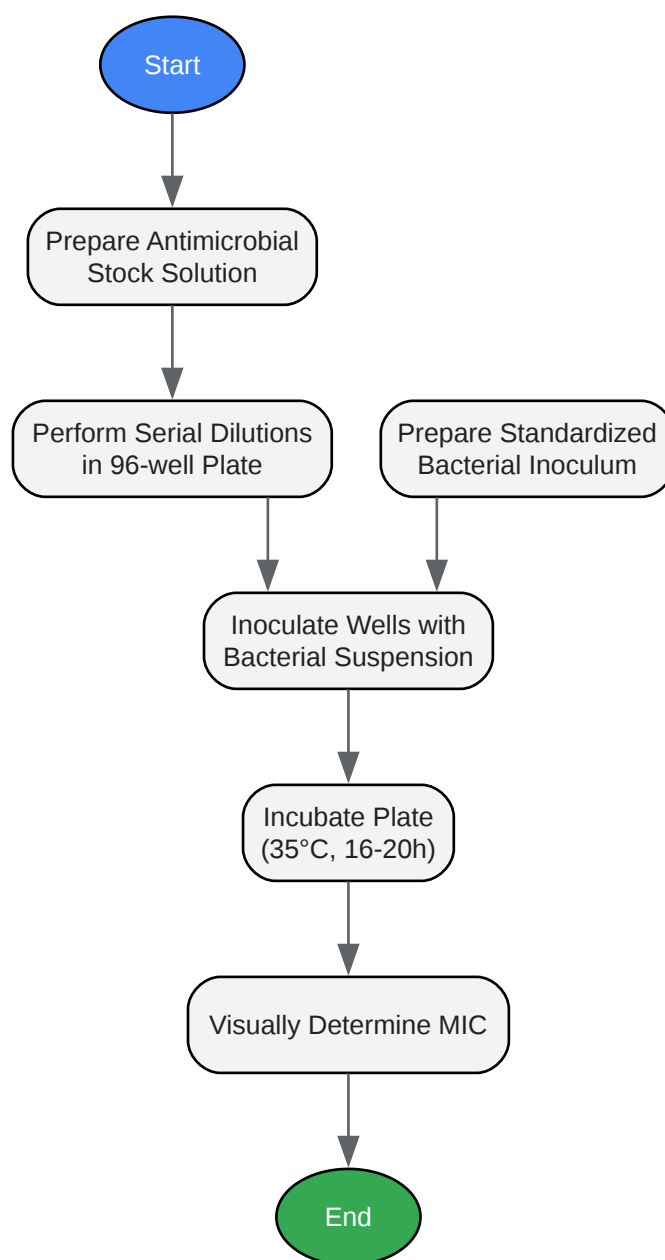 Start
Prepare Antimicrobial
Stock Solution
Perform Serial Dilutions
in 96-well Plate
Prepare Standardized
Bacterial Inoculum
Inoculate Wells with
Bacterial Suspension
Incubate Plate
(35°C, 16-20h)
Visually Determine MIC
End